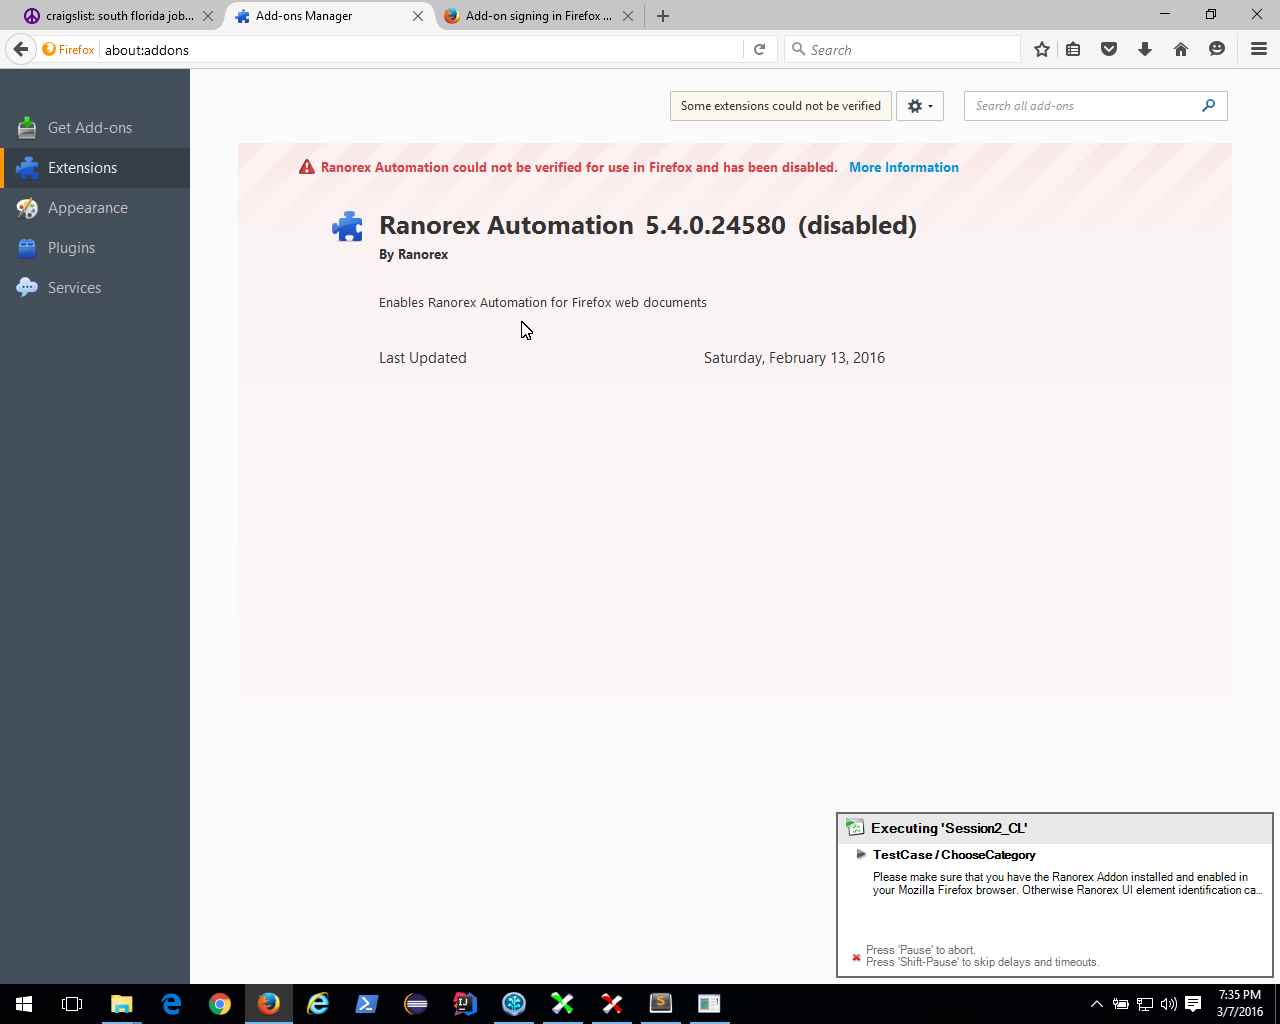 craigslist: south florida job...
Add-ons Manager
Add-on signing in Firefox ...
Firefox
about:addons
Search
Get Add-ons
Extensions
Appearance
Plugins
Services
Some extensions could not be verified
Search all add-ons
Ranorex Automation could not be verified for use in Firefox and has been disabled. More Information
Ranorex Automation 5.4.0.24580 (disabled)
By Ranorex
Enables Ranorex Automation for Firefox web documents
Last Updated Saturday, February 13, 2016
Executing 'Session2_CL'
TestCase / ChooseCategory
Please make sure that you have the Ranorex Addon installed and enabled in
your Mozilla Firefox browser. Otherwise Ranorex UI element identification ca...
Press 'Pause' to abort.
Press 'Shift-Pause' to skip delays and timeouts.
7:35 PM
3/7/2016